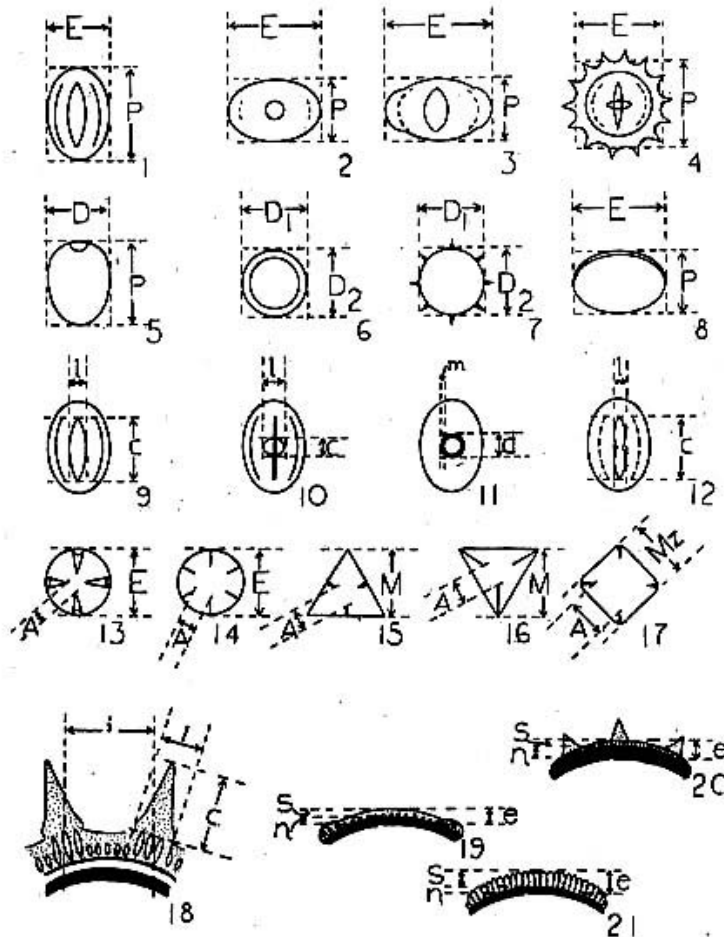 E E E E
P P P P
1 2 3 4
D D1 D1 E
P D2 D2 P
5 6 7 8
l l m l
c c d c
9 10 11 12
E E M M Mz
A A A A A
13 14 15 16 17
i l
c
18
s n e
19
s n e
20
s n e
21